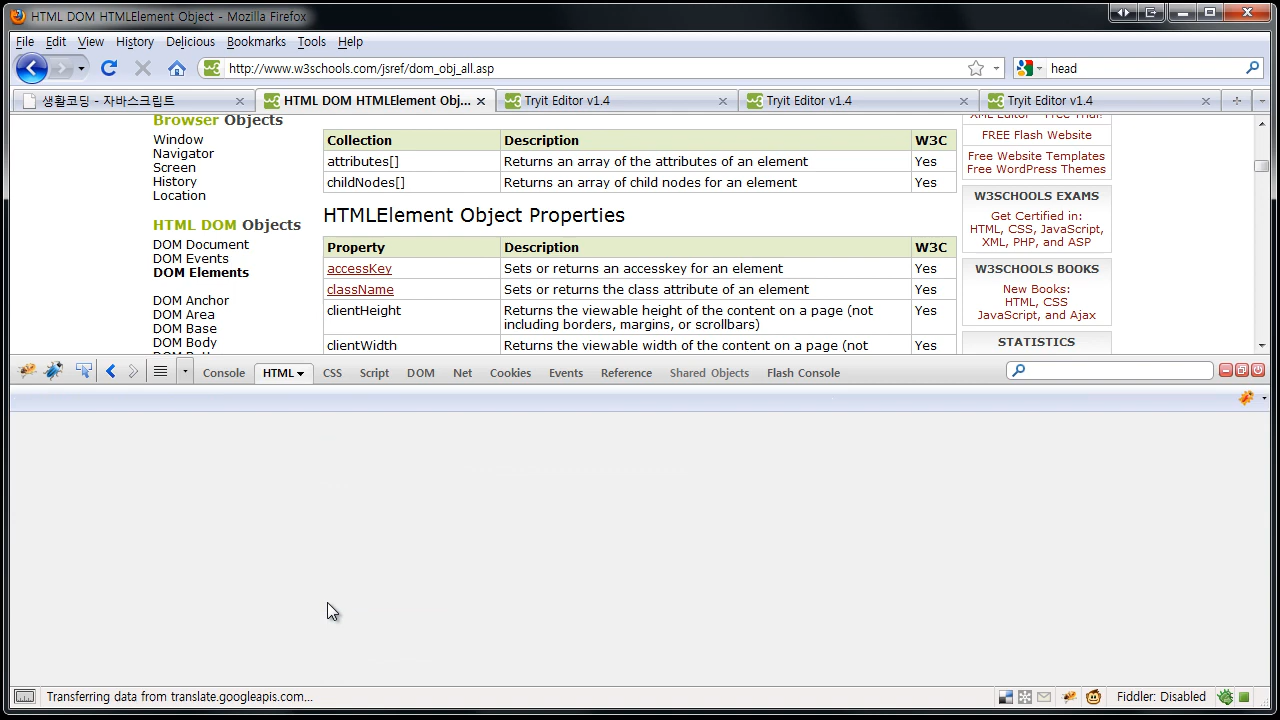 HTML DOM HTMLElement Object - Mozilla Firefox
File Edit View History Delicious Bookmarks Tools Help
http://www.w3schools.com/jsref/dom_obj_all.asp head
생활코딩 - 자바스크립트 HTML DOM HTMLElement Obj... Tryit Editor v1.4 Tryit Editor v1.4 Tryit Editor v1.4
Browser Objects
Window
Navigator
Screen
History
Location
HTML DOM Objects
DOM Document
DOM Events
DOM Elements
DOM Anchor
DOM Area
DOM Base
DOM Body
Collection Description W3C
attributes[] Returns an array of the attributes of an element Yes
childNodes[] Returns an array of child nodes for an element Yes
HTMLElement Object Properties
Property Description W3C
accessKey Sets or returns an accesskey for an element Yes
className Sets or returns the class attribute of an element Yes
clientHeight Returns the viewable height of the content on a page (not Yes
including borders, margins, or scrollbars)
clientWidth Returns the viewable width of the content on a page (not Yes
XML Editor - Free Trial!
FREE Flash Website
Free Website Templates
Free WordPress Themes
W3SCHOOLS EXAMS
Get Certified in:
HTML, CSS, JavaScript,
XML, PHP, and ASP
W3SCHOOLS BOOKS
New Books:
HTML, CSS
JavaScript, and Ajax
STATISTICS
Console HTML CSS Script DOM Net Cookies Events Reference Shared Objects Flash Console
Transferring data from translate.googleapis.com... Fiddler: Disabled